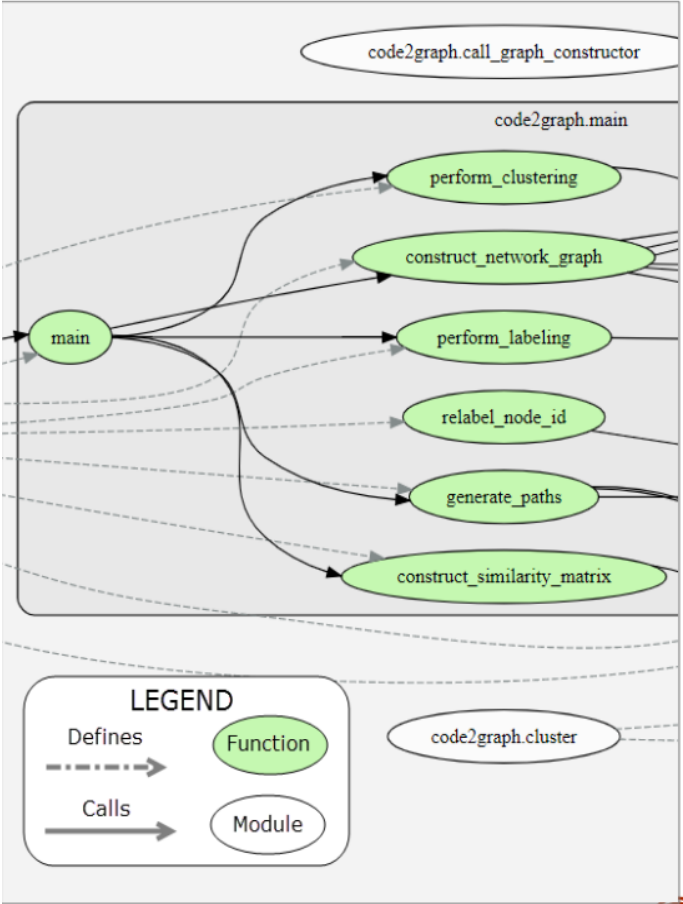 code2graph.call_graph_constructor
code2graph.main
perform_clustering
construct_network_graph
main
perform_labeling
relabel_node_id
generate_paths
construct_similarity_matrix
LEGEND
Defines
Function
Calls
Module
code2graph.cluster